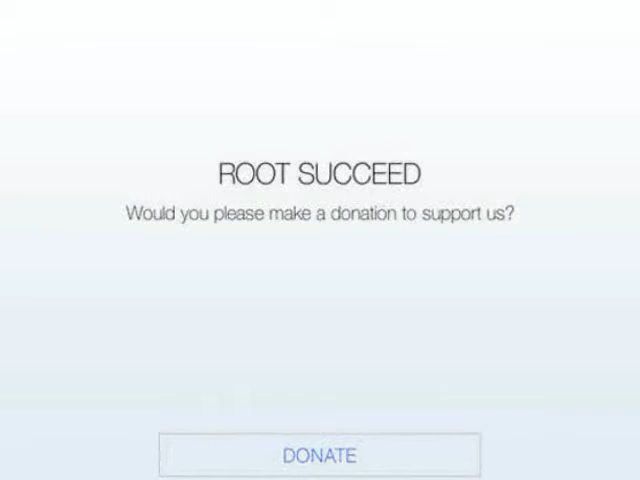 ROOT SUCCEED
Would you please make a donation to support us?
DONATE